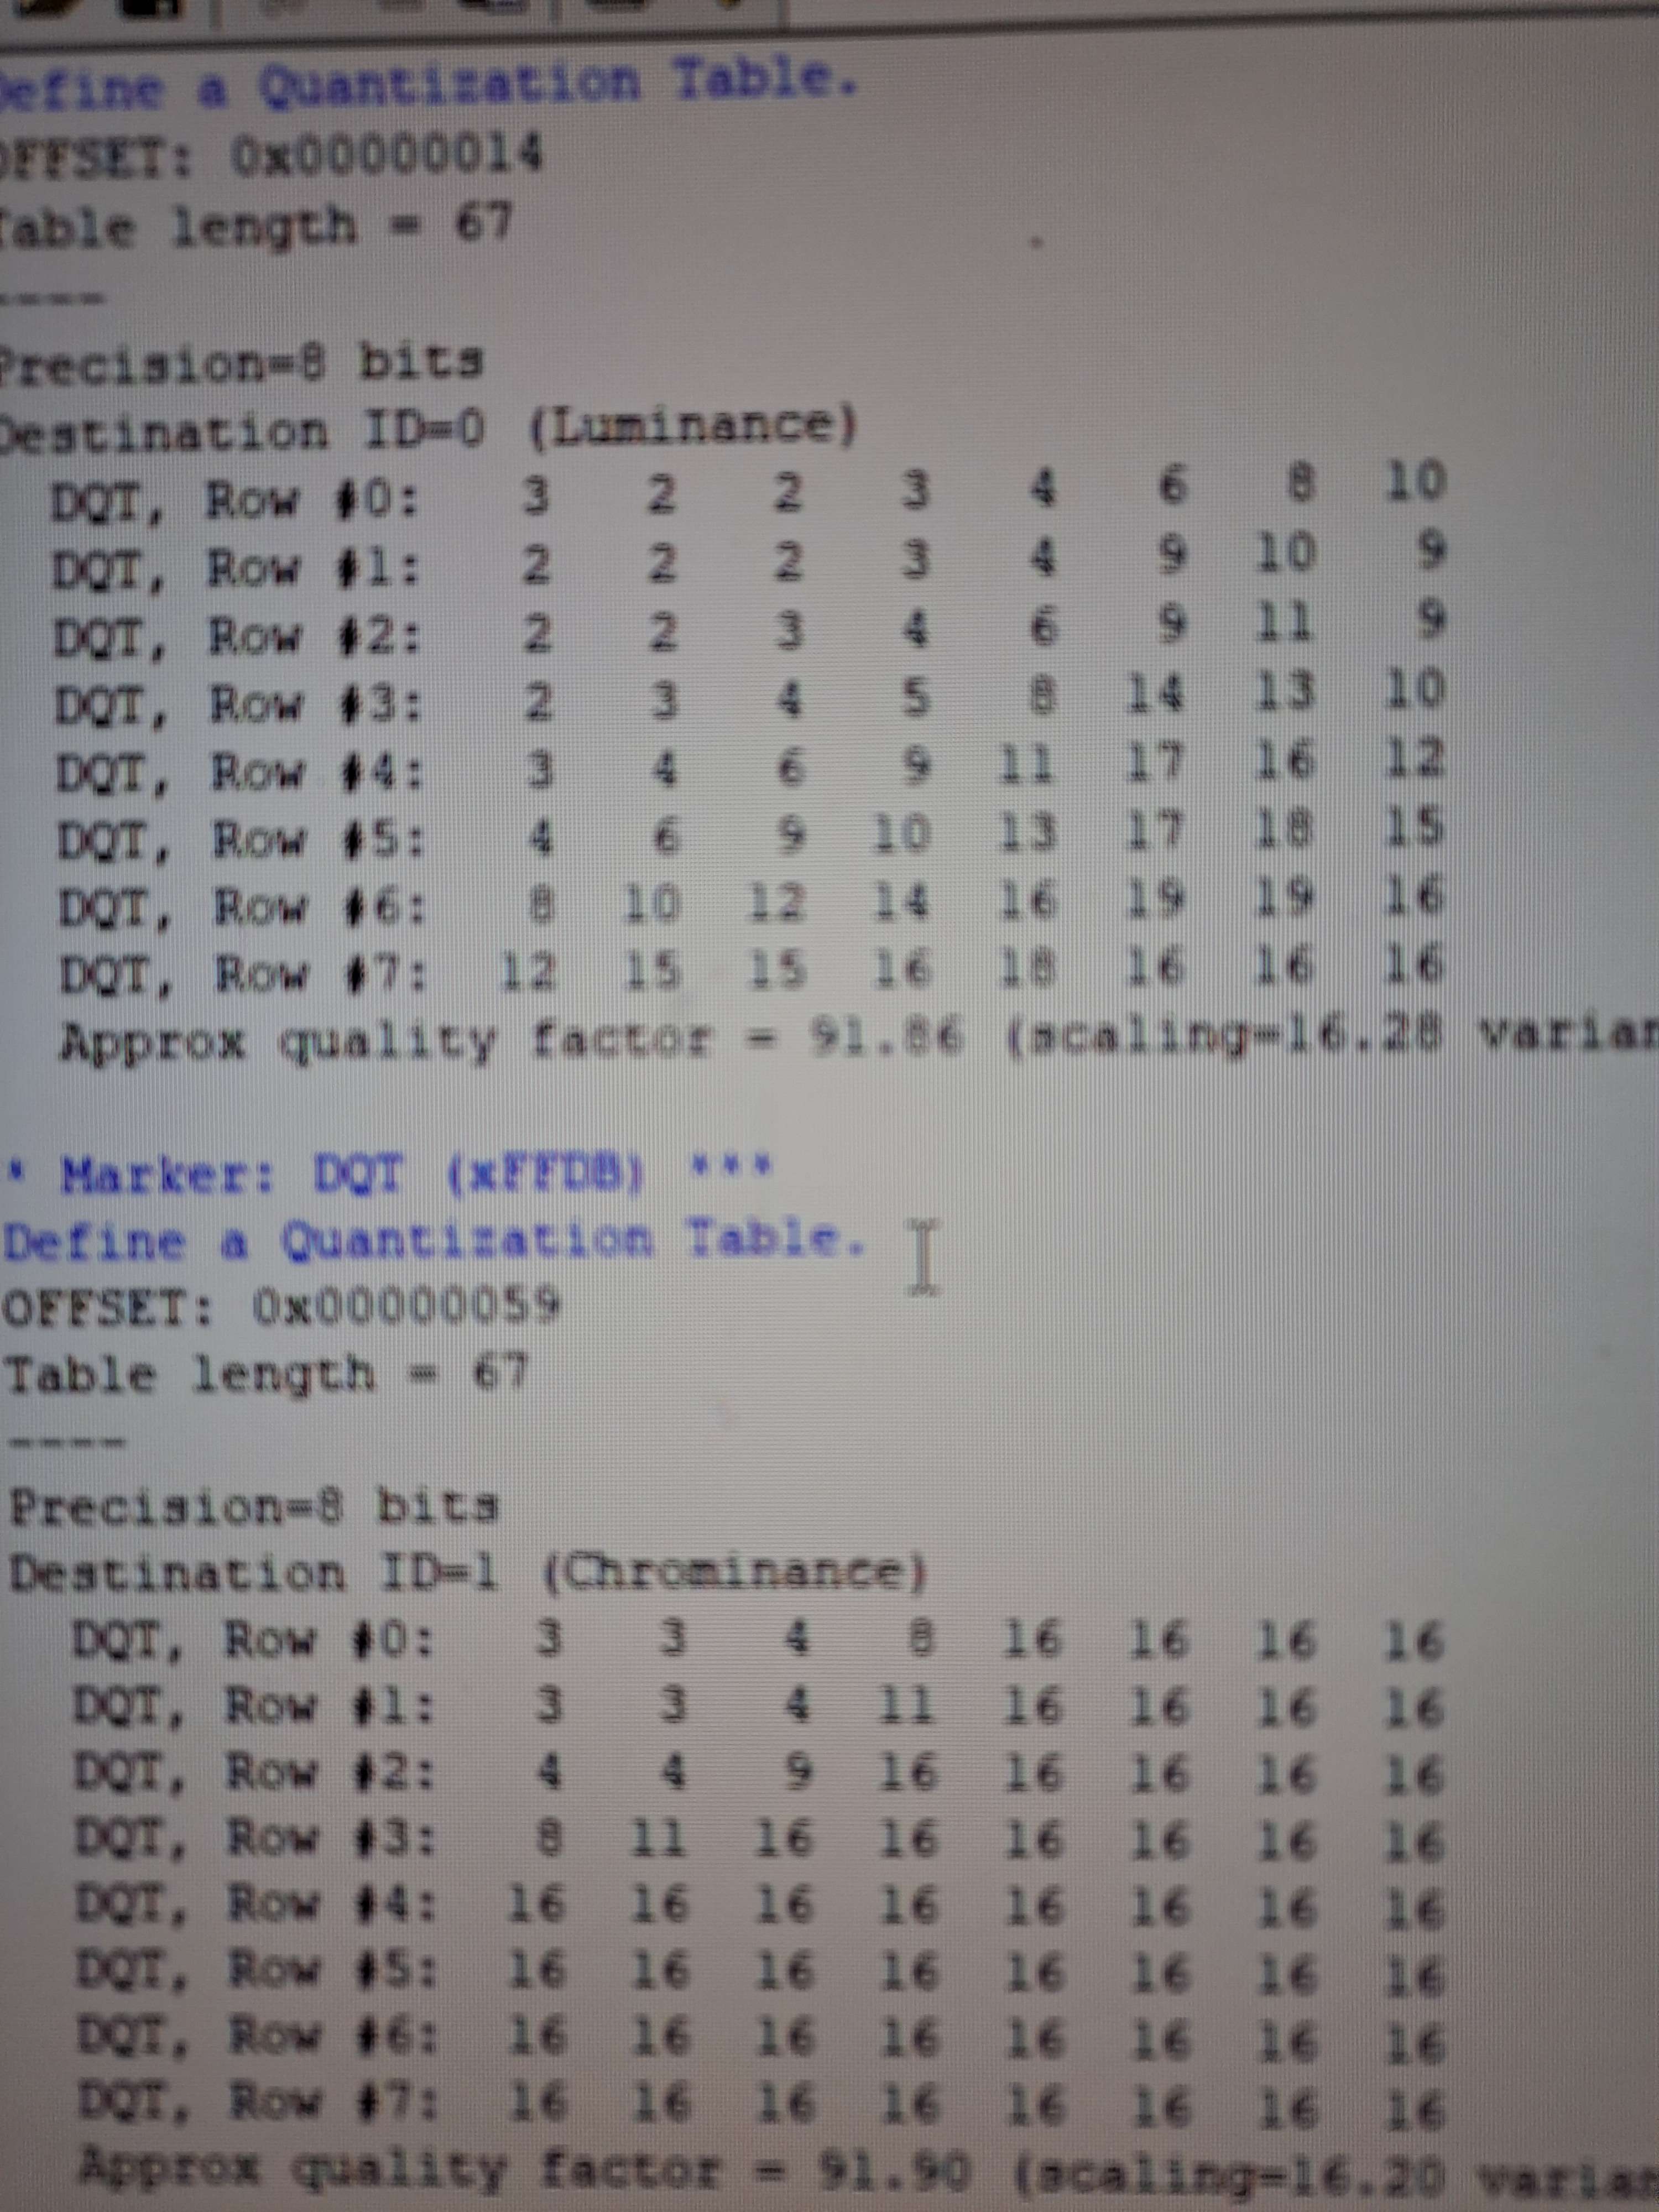 Define a Quantization Table.
OFFSET: 0x00000014
Table length = 67
----
Precision=8 bits
Destination ID=0 (Luminance)
DQT, Row #0: 3 2 2 3 4 6 8 10
DQT, Row #1: 2 2 2 3 4 9 10 9
DQT, Row #2: 2 2 3 4 6 9 11 9
DQT, Row #3: 2 3 4 5 8 14 13 10
DQT, Row #4: 3 4 6 9 11 17 16 12
DQT, Row #5: 4 6 9 10 13 17 18 15
DQT, Row #6: 8 10 12 14 16 19 19 16
DQT, Row #7: 12 15 15 16 18 16 16 16
Approx quality factor = 91.86 (scaling=16.28 varian
* Marker: DQT (xFFDB) ***
Define a Quantization Table.
OFFSET: 0x00000059
Table length = 67
----
Precision=8 bits
Destination ID=1 (Chrominance)
DQT, Row #0: 3 3 4 8 16 16 16 16
DQT, Row #1: 3 3 4 11 16 16 16 16
DQT, Row #2: 4 4 9 16 16 16 16 16
DQT, Row #3: 8 11 16 16 16 16 16 16
DQT, Row #4: 16 16 16 16 16 16 16 16
DQT, Row #5: 16 16 16 16 16 16 16 16
DQT, Row #6: 16 16 16 16 16 16 16 16
DQT, Row #7: 16 16 16 16 16 16 16 16
Approx quality factor = 91.90 (scaling=16.20 varian